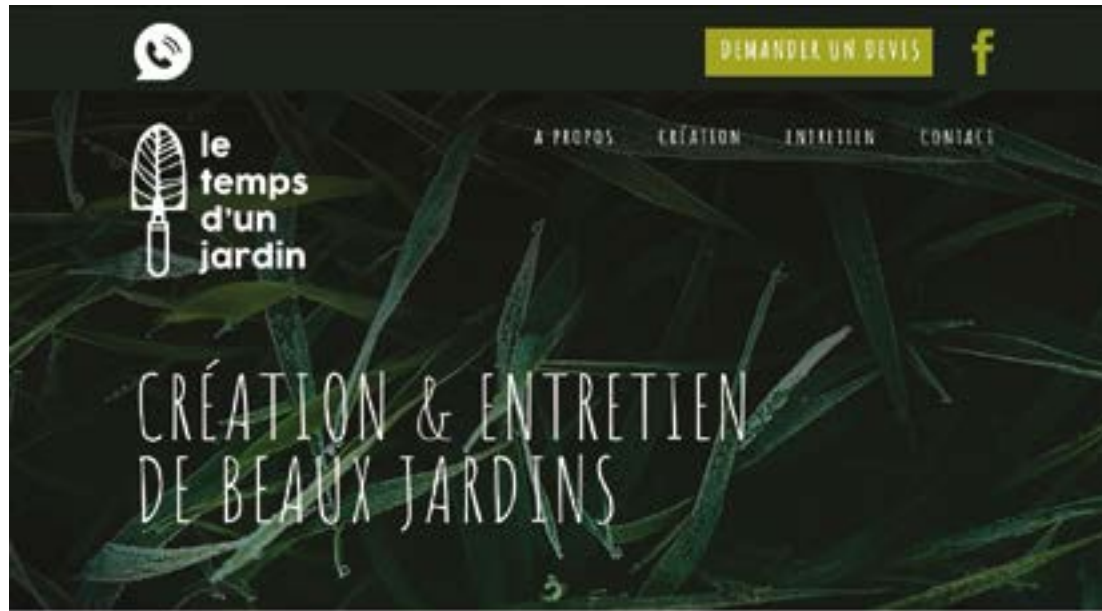 DEMANDER UN DEVIS
f
A PROPOS CRÉATION ENTRETIEN CONTACT
le
temps
d'un
jardin
CRÉATION & ENTRETIEN
DE BEAUX JARDINS